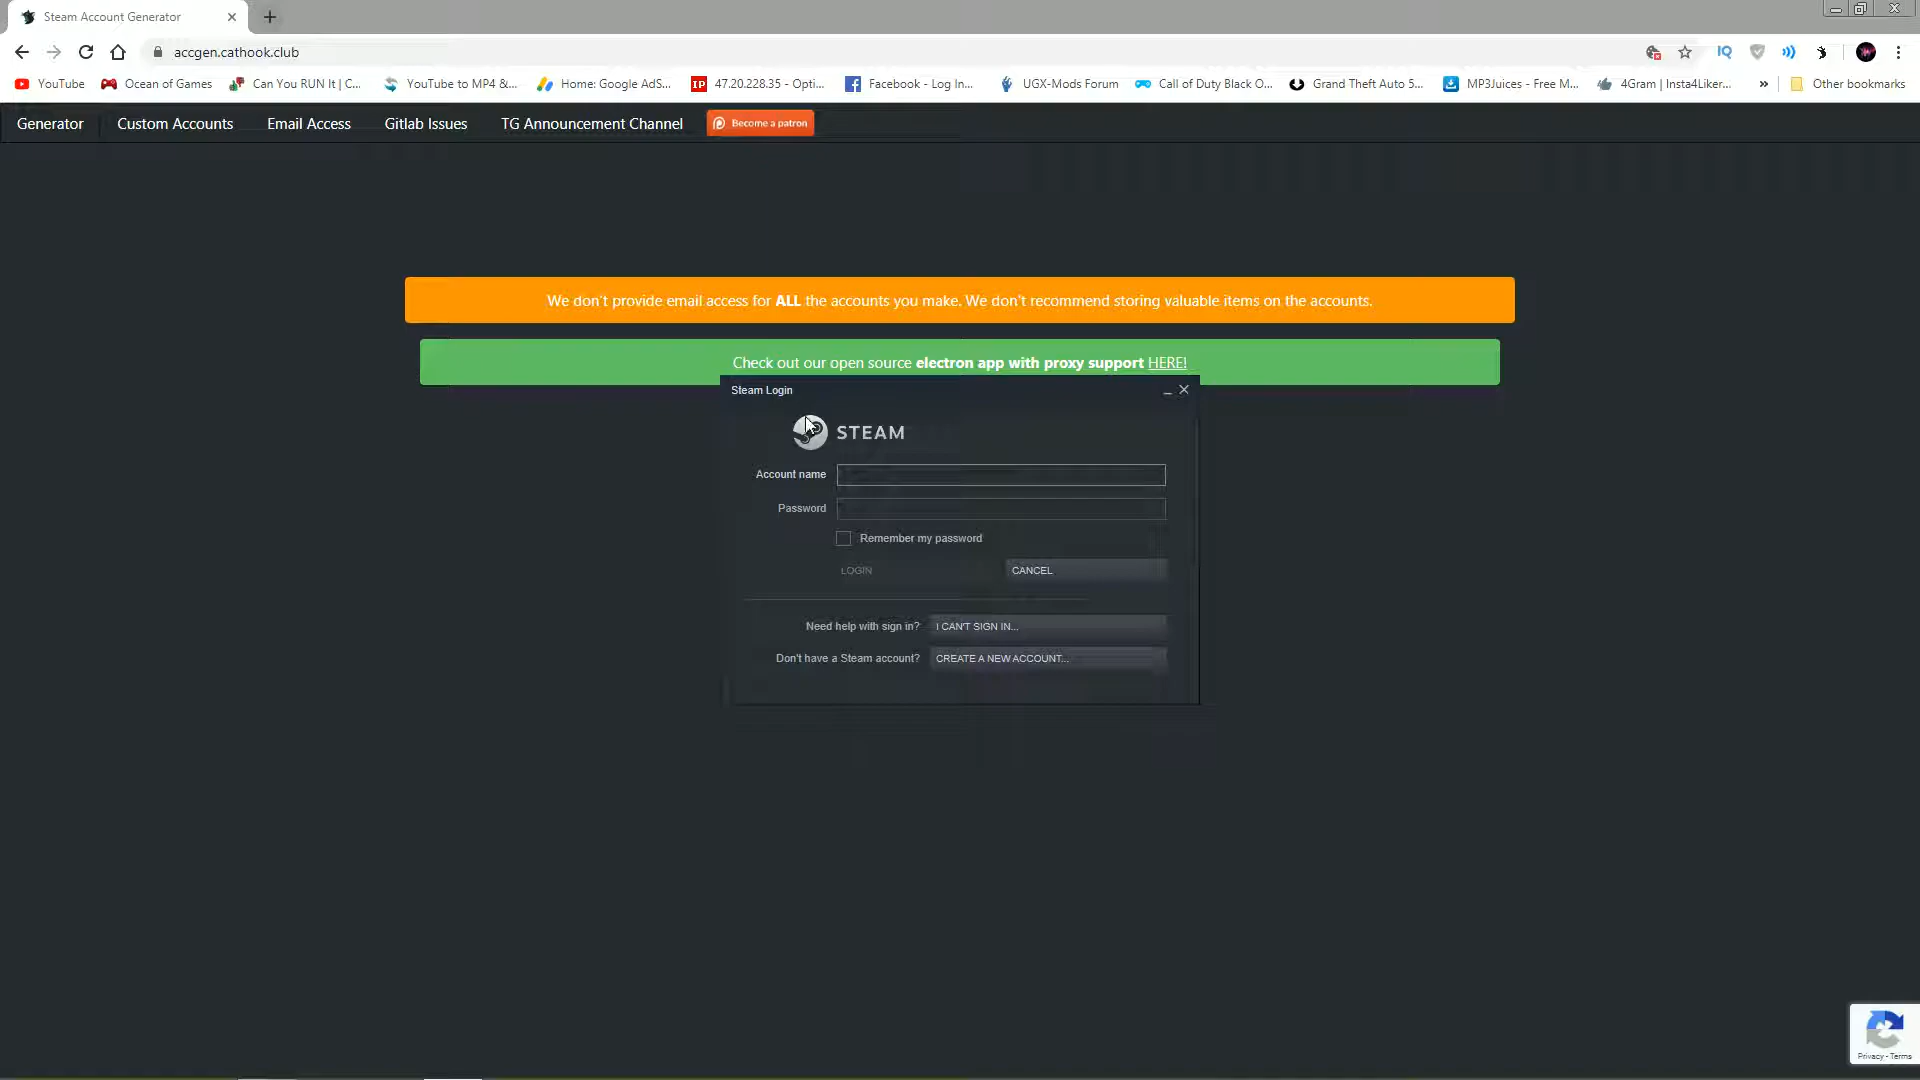 Steam Account Generator
accgen.cathook.club
YouTube
Ocean of Games
Can You RUN It | C...
YouTube to MP4 &...
Home: Google AdS...
IP
47.20.228.35 - Opti...
Facebook - Log In...
UGX-Mods Forum
Call of Duty Black O...
Grand Theft Auto 5...
MP3Juices - Free M...
4Gram | Insta4Liker...
»
Other bookmarks
IQ
Generator
Custom Accounts
Email Access
Gitlab Issues
TG Announcement Channel
Become a patron
We don't provide email access for ALL the accounts you make. We don't recommend storing valuable items on the accounts.
Check out our open source electron app with proxy support HERE!
Steam Login
STEAM
Account name
Password
Remember my password
LOGIN
CANCEL
Need help with sign in?
I CAN'T SIGN IN...
Don't have a Steam account?
CREATE A NEW ACCOUNT...
Privacy - Terms